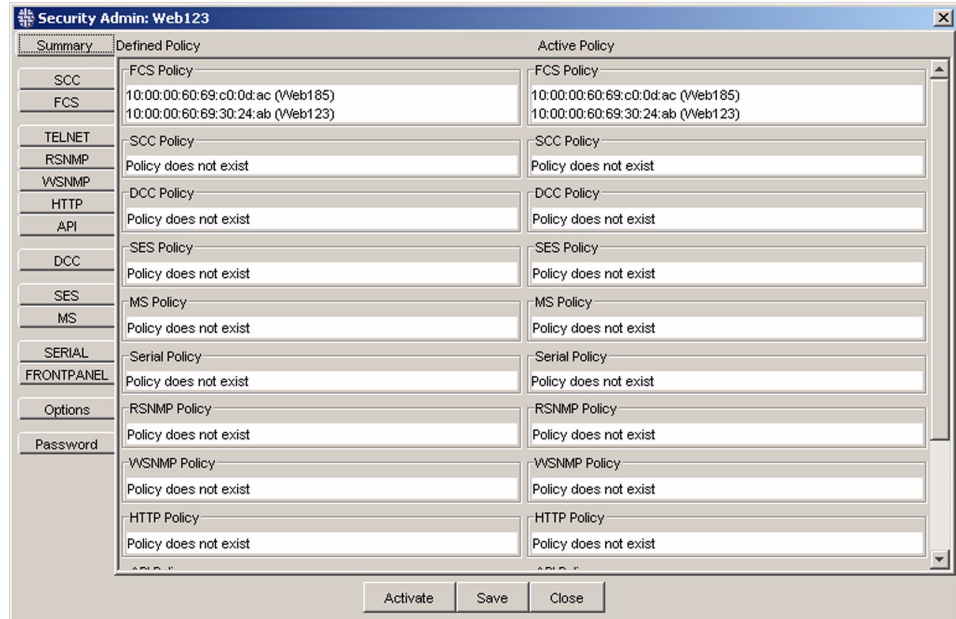 Security Admin: Web123
Summary
Defined Policy
Active Policy
SCC
FCS
TELNET
RSNMP
WSNMP
HTTP
API
DCC
SES
MS
SERIAL
FRONTPANEL
Options
Password
FCS Policy
10:00:00:60:69:c0:0d:ac (Web185)
10:00:00:60:69:30:24:ab (Web123)
SCC Policy
Policy does not exist
DCC Policy
Policy does not exist
SES Policy
Policy does not exist
MS Policy
Policy does not exist
Serial Policy
Policy does not exist
RSNMP Policy
Policy does not exist
WSNMP Policy
Policy does not exist
HTTP Policy
Policy does not exist
FCS Policy
10:00:00:60:69:c0:0d:ac (Web185)
10:00:00:60:69:30:24:ab (Web123)
SCC Policy
Policy does not exist
DCC Policy
Policy does not exist
SES Policy
Policy does not exist
MS Policy
Policy does not exist
Serial Policy
Policy does not exist
RSNMP Policy
Policy does not exist
WSNMP Policy
Policy does not exist
HTTP Policy
Policy does not exist
Activate
Save
Close